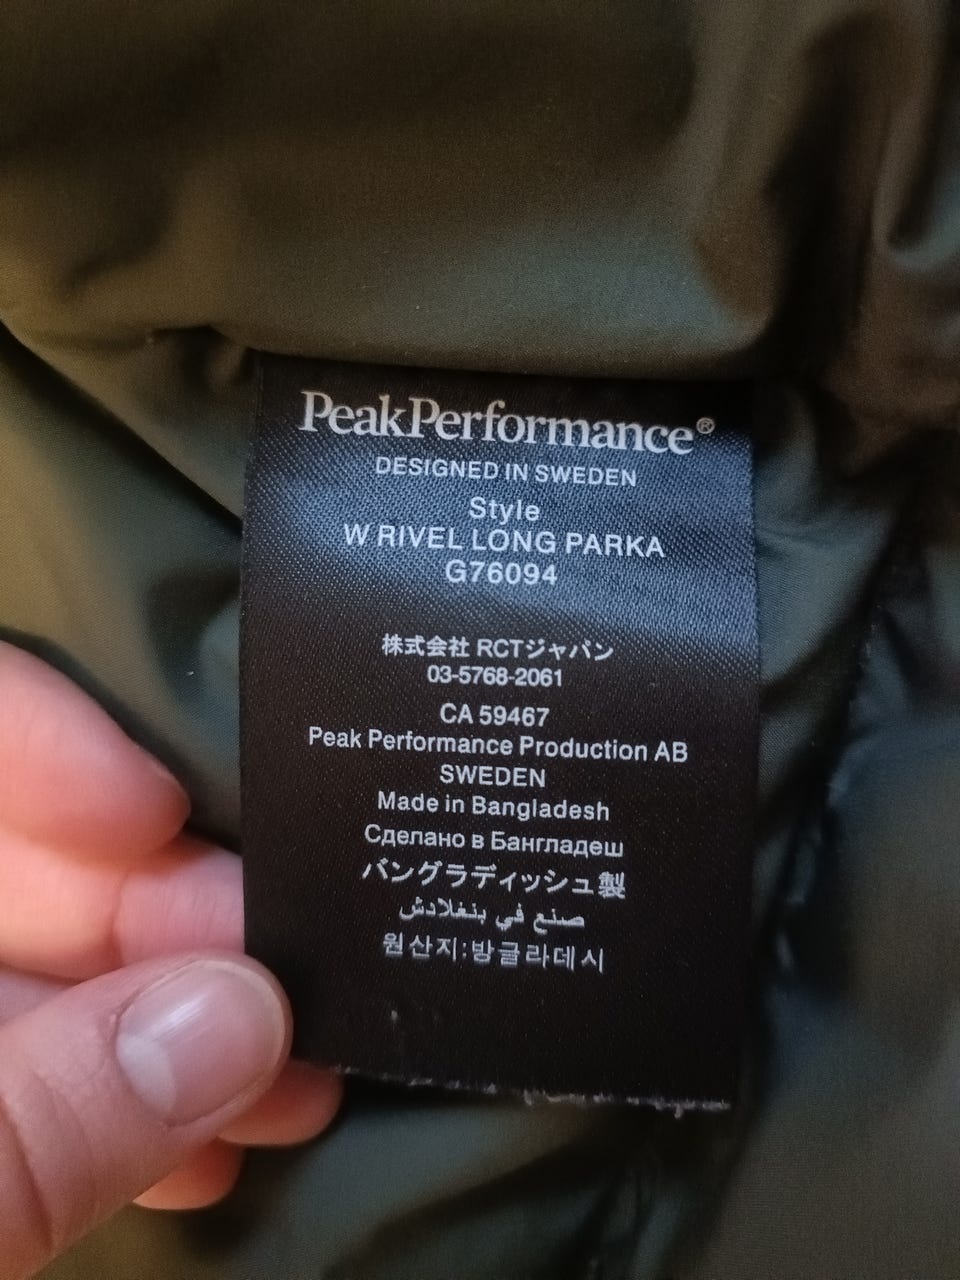 PeakPerformance®
DESIGNED IN SWEDEN
Style
W RIVEL LONG PARKA
G76094
株式会社 RCTジャパン
03-5768-2061
CA 59467
Peak Performance Production AB
SWEDEN
Made in Bangladesh
Сделано в Бангладеш
バングラディッシュ製
صنع في بنغلادش
원산지:방글라데시